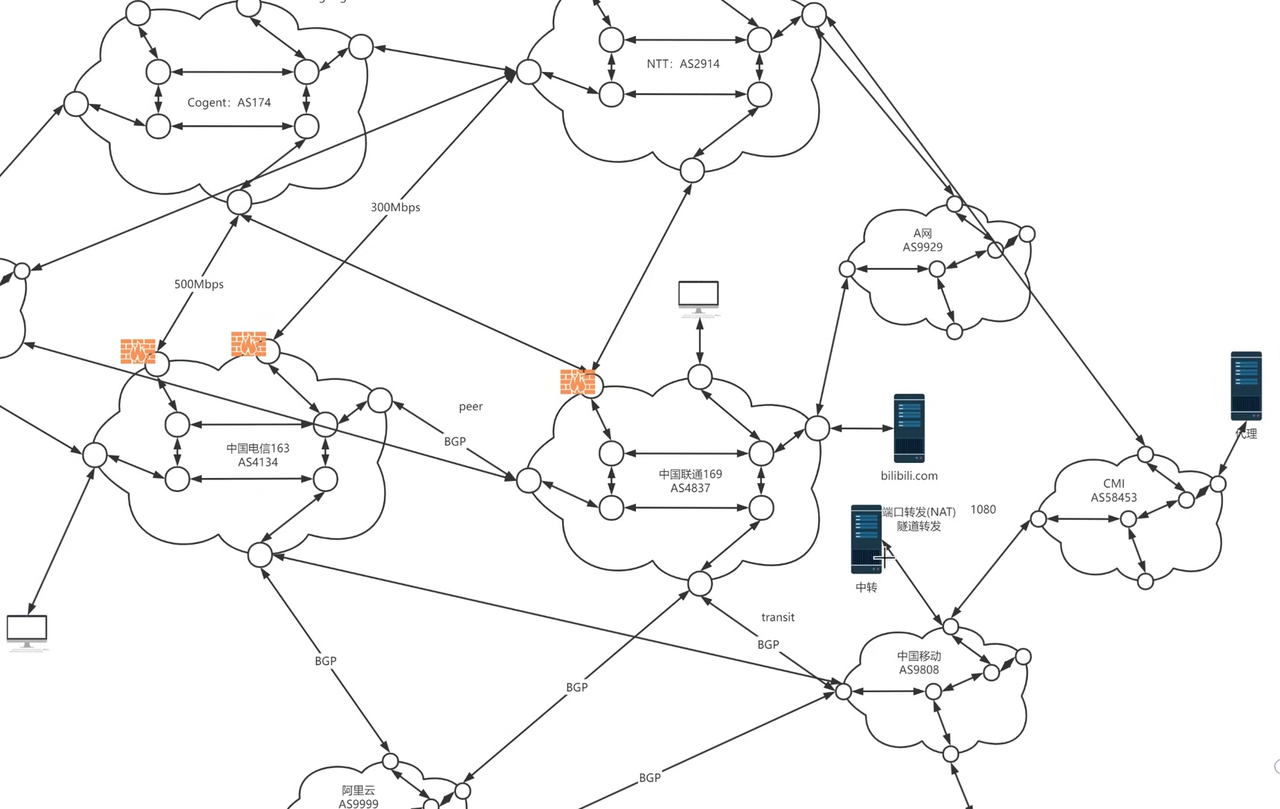 NTT：AS2914
Cogent：AS174
300Mbps
A网
AS9929
500Mbps
peer
BGP
中国电信163
AS4134
中国联通169
AS4837
bilibili.com
代理
CMI
AS58453
端口转发(NAT)
隧道转发
1080
中转
transit
BGP
中国移动
AS9808
BGP
BGP
BGP
阿里云
AS9999